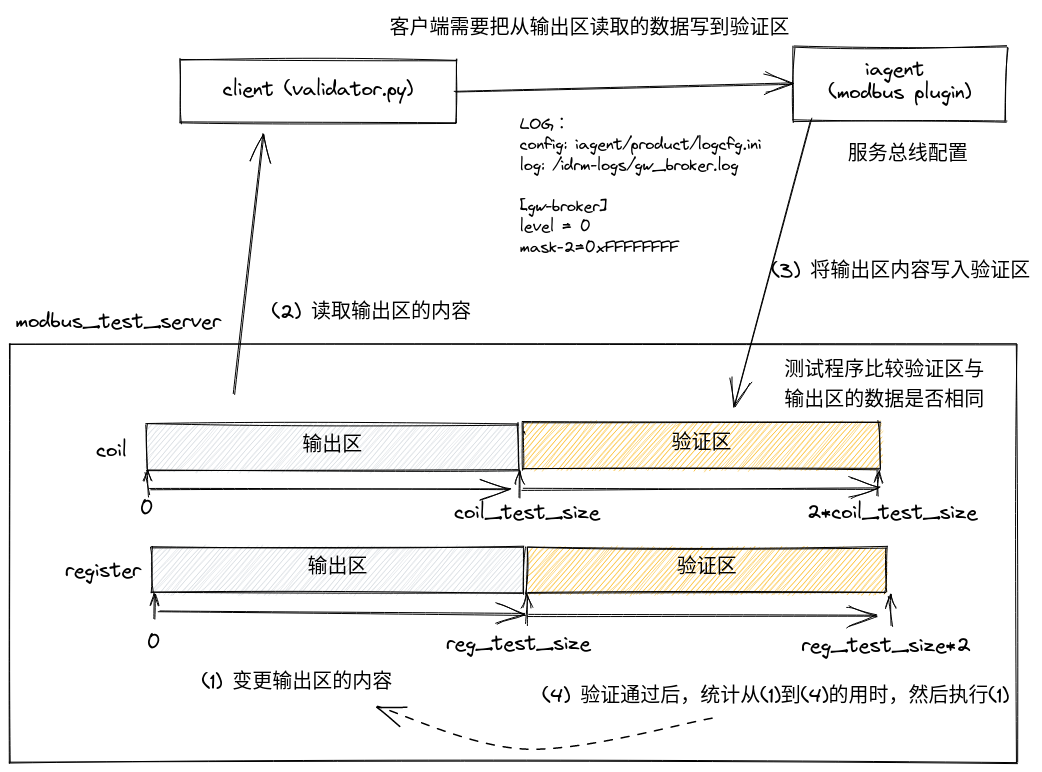 客户端需要把从输出区读取的数据写到验证区
client (validator.py)
iagent
(modbus plugin)
LOG：
config: iagent/product/logcfg.ini
log: /idrm-logs/gw_broker.log
[gw-broker]
level = 0
mask-2=0xFFFFFFFF
服务总线配置
(3) 将输出区内容写入验证区
(2) 读取输出区的内容
modbus_test_server
测试程序比较验证区与
输出区的数据是否相同
coil
输出区
验证区
0
coil_test_size
2*coil_test_size
register
输出区
验证区
0
reg_test_size
reg_test_size*2
(1) 变更输出区的内容
(4) 验证通过后，统计从(1)到(4)的用时，然后执行(1)